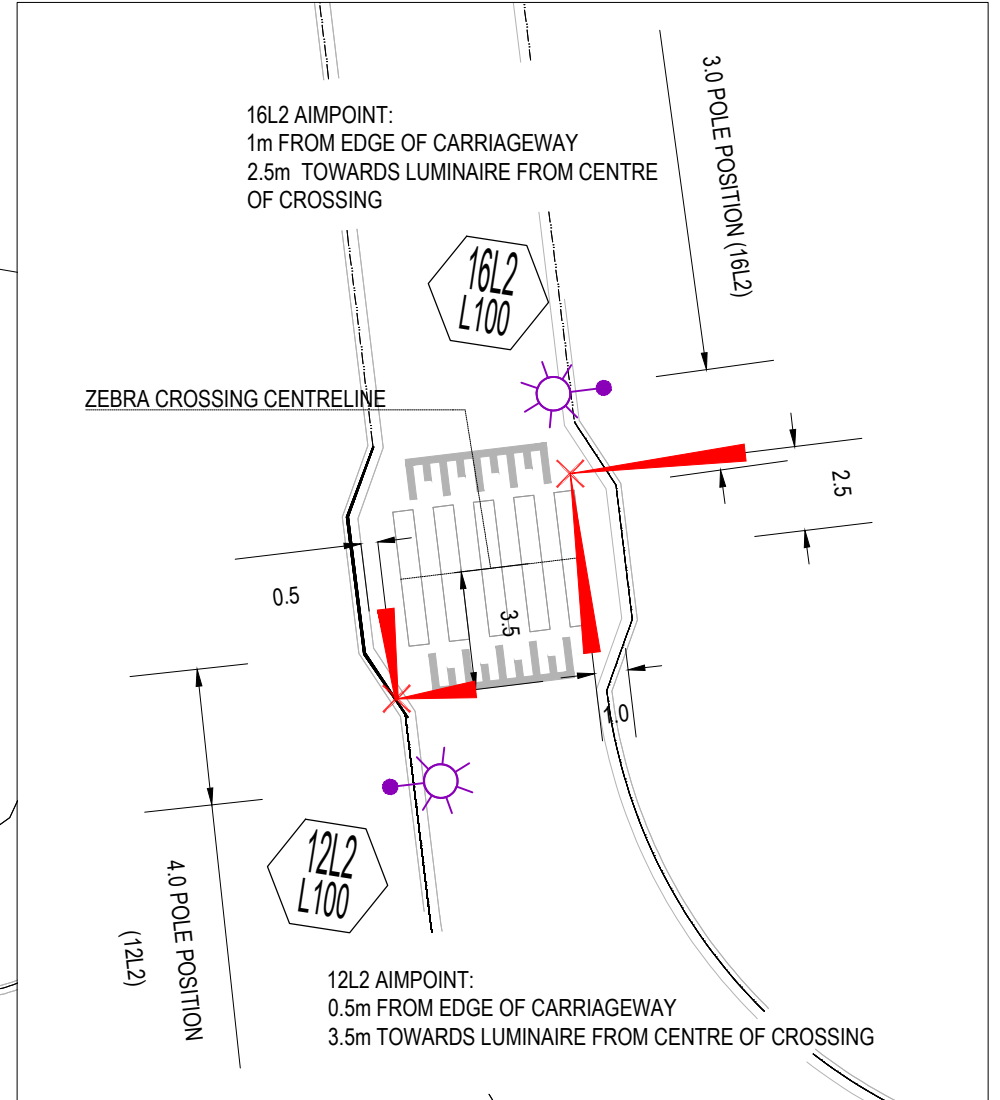 3.0 POLE POSITION (16L2)
16L2 AIMPOINT:
1m FROM EDGE OF CARRIAGEWAY
2.5m TOWARDS LUMINAIRE FROM CENTRE
OF CROSSING
16L2
L100
ZEBRA CROSSING CENTRELINE
2.5
0.5
3.5
1.0
12L2
L100
4.0 POLE POSITION
(12L2)
12L2 AIMPOINT:
0.5m FROM EDGE OF CARRIAGEWAY
3.5m TOWARDS LUMINAIRE FROM CENTRE OF CROSSING